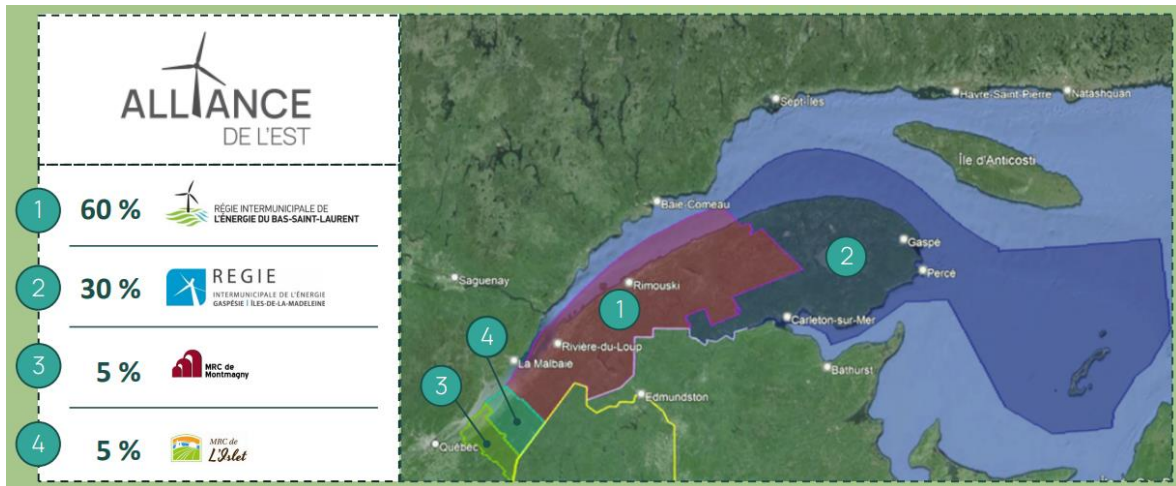 ALLIANCE
DE L'EST
1
60 %
RÉGIE INTERMUNICIPALE DE
L'ÉNERGIE DU BAS-SAINT-LAURENT
2
30 %
REGIE
INTERMUNICIPALE DE L'ÉNERGIE
GASPÉSIE | ÎLES-DE-LA-MADELEINE
3
5 %
MRC de
Montmagny
4
5 %
MRC de
L'Islet
Sept-Îles
Havre-Saint-Pierre
Natashquan
Île d'Anticosti
Baie-Comeau
Gaspé
2
Percé
Saguenay
Rimouski
1
Carleton-sur-Mer
4
Rivière-du-Loup
La Malbaie
Bathurst
3
Edmundston
Québec